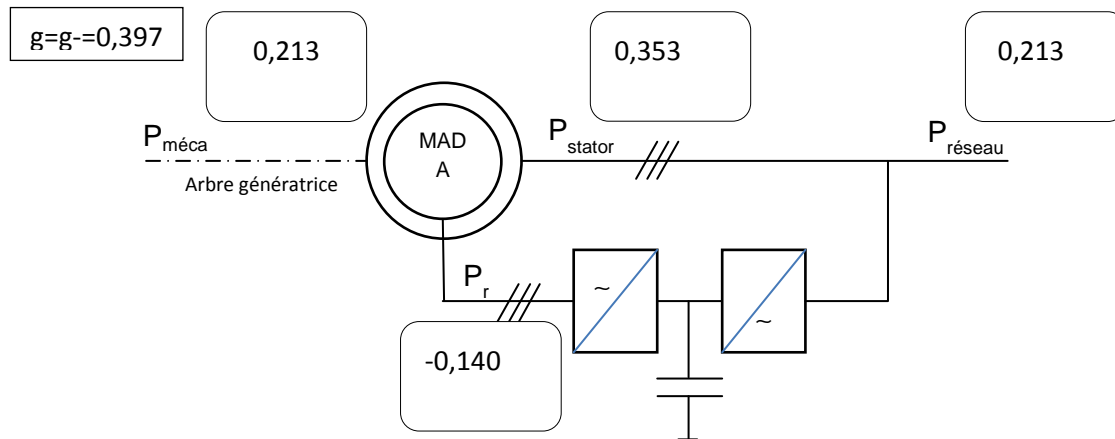 g=g-=0,397
0,213
0,353
0,213
Pméca
Arbre génératrice
MAD
A
Pstator
Préseau
Pr
~
~
-0,140